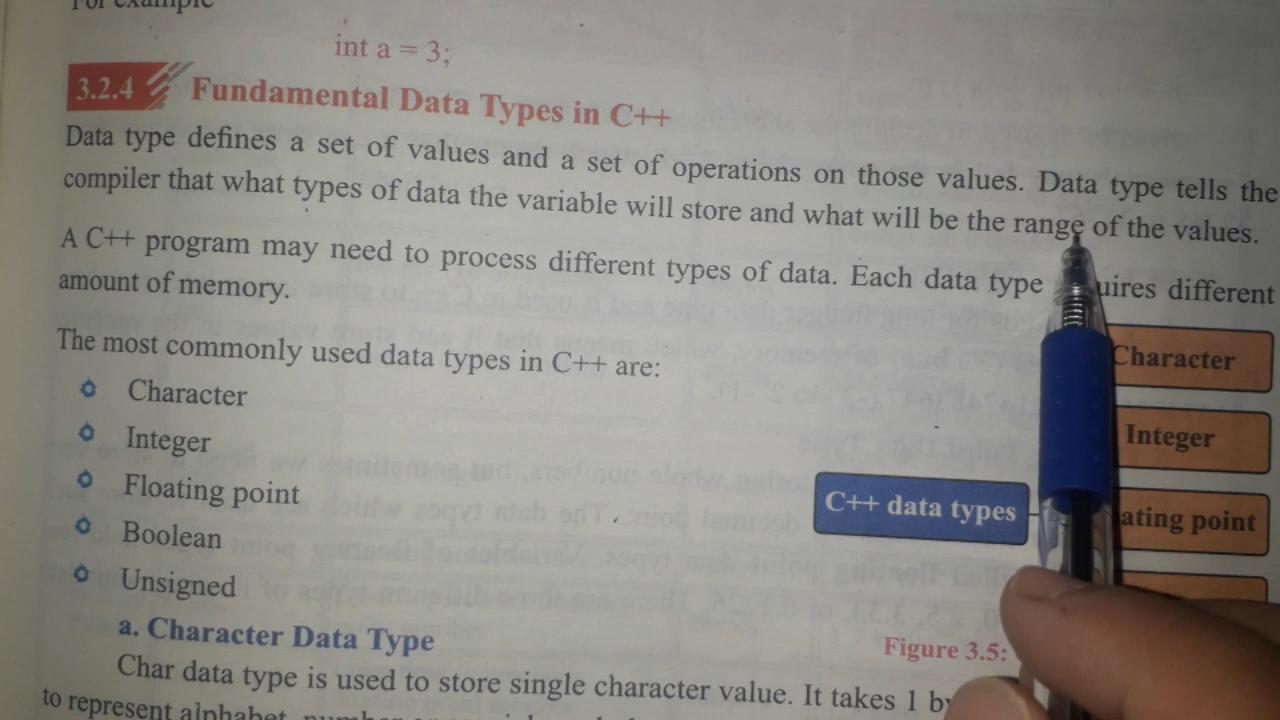 For example
int a = 3;
3.2.4 Fundamental Data Types in C++
Data type defines a set of values and a set of operations on those values. Data type tells the
compiler that what types of data the variable will store and what will be the range of the values.
A C++ program may need to process different types of data. Each data type uires different
amount of memory.
The most commonly used data types in C++ are:
Character
Integer
Floating point
Boolean
Unsigned
C++ data types
Character
Integer
ating point
Figure 3.5:
a. Character Data Type
Char data type is used to store single character value. It takes 1
to represent alphabet,